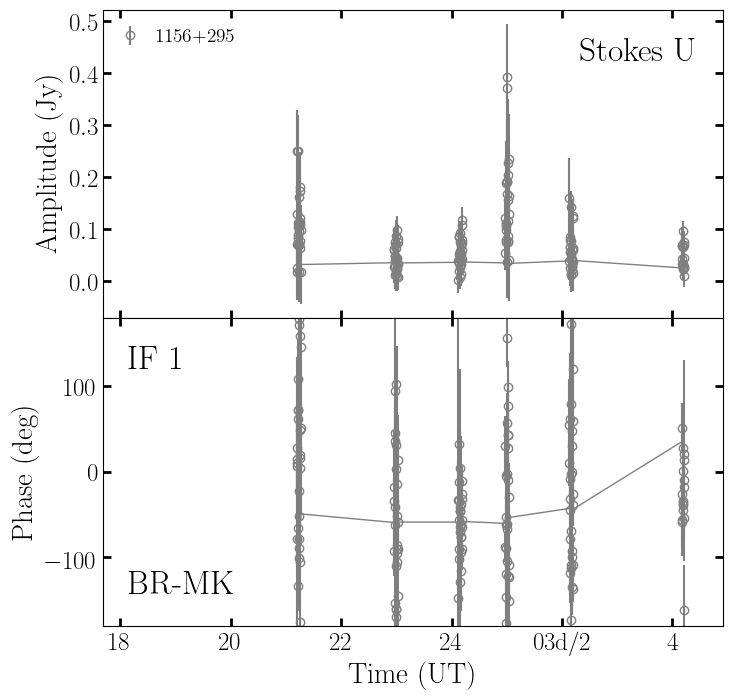 1156+295
Stokes U
Amplitude (Jy)
0.5
0.4
0.3
0.2
0.1
0.0
IF 1
BR-MK
Phase (deg)
100
0
−100
18 20 22 24 03d/2 4
Time (UT)